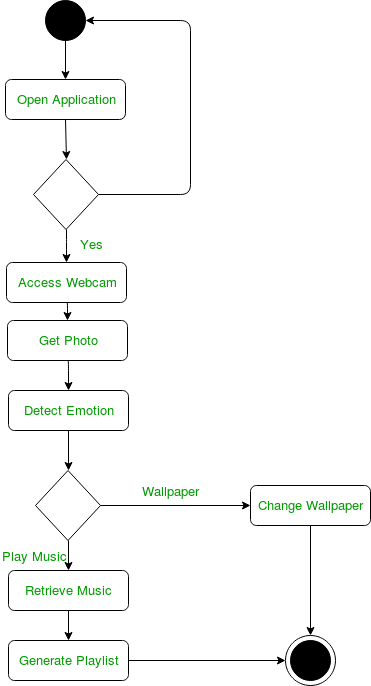 Open Application
Yes
Access Webcam
Get Photo
Detect Emotion
Wallpaper
Change Wallpaper
Play Music
Retrieve Music
Generate Playlist